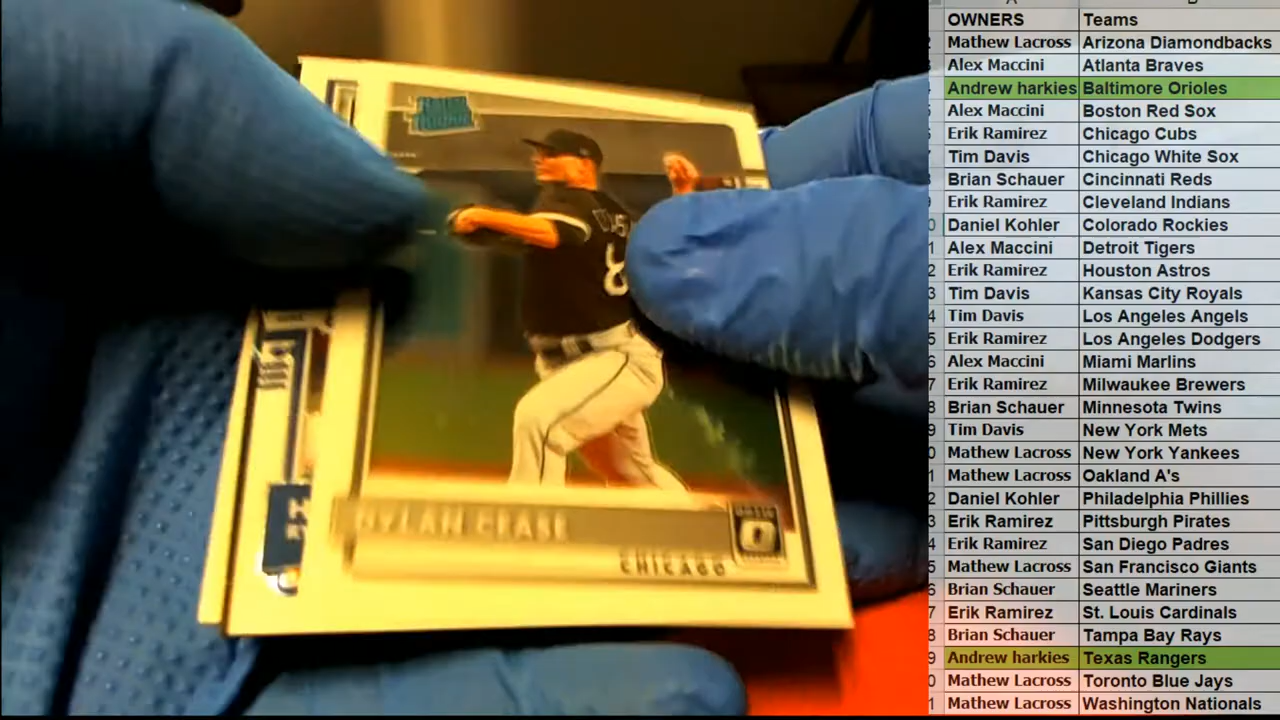 RATED
ROOKIE
DYLAN CEASE
CHICAGO
OWNERS Teams
Mathew Lacross Arizona Diamondbacks
Alex Maccini Atlanta Braves
Andrew harkies Baltimore Orioles
Alex Maccini Boston Red Sox
Erik Ramirez Chicago Cubs
Tim Davis Chicago White Sox
Brian Schauer Cincinnati Reds
Erik Ramirez Cleveland Indians
Daniel Kohler Colorado Rockies
Alex Maccini Detroit Tigers
Erik Ramirez Houston Astros
Tim Davis Kansas City Royals
Tim Davis Los Angeles Angels
Erik Ramirez Los Angeles Dodgers
Alex Maccini Miami Marlins
Erik Ramirez Milwaukee Brewers
Brian Schauer Minnesota Twins
Tim Davis New York Mets
Mathew Lacross New York Yankees
Mathew Lacross Oakland A's
Daniel Kohler Philadelphia Phillies
Erik Ramirez Pittsburgh Pirates
Erik Ramirez San Diego Padres
Mathew Lacross San Francisco Giants
Brian Schauer Seattle Mariners
Erik Ramirez St. Louis Cardinals
Brian Schauer Tampa Bay Rays
Andrew harkies Texas Rangers
Mathew Lacross Toronto Blue Jays
Mathew Lacross Washington Nationals